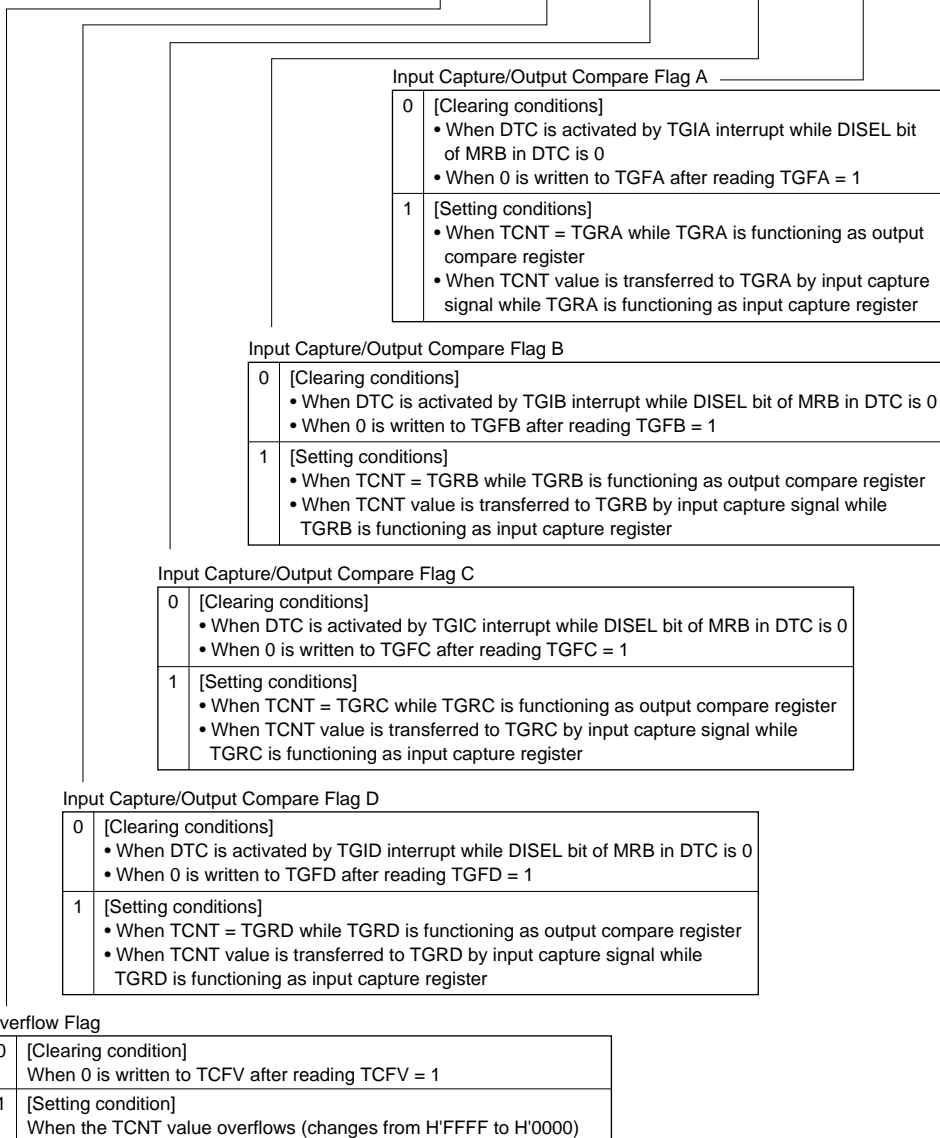 Input Capture/Output Compare Flag A
0 [Clearing conditions]
• When DTC is activated by TGIA interrupt while DISEL bit
of MRB in DTC is 0
• When 0 is written to TGFA after reading TGFA = 1
1 [Setting conditions]
• When TCNT = TGRA while TGRA is functioning as output
compare register
• When TCNT value is transferred to TGRA by input capture
signal while TGRA is functioning as input capture register
Input Capture/Output Compare Flag B
0 [Clearing conditions]
• When DTC is activated by TGIB interrupt while DISEL bit of MRB in DTC is 0
• When 0 is written to TGFB after reading TGFB = 1
1 [Setting conditions]
• When TCNT = TGRB while TGRB is functioning as output compare register
• When TCNT value is transferred to TGRB by input capture signal while
TGRB is functioning as input capture register
Input Capture/Output Compare Flag C
0 [Clearing conditions]
• When DTC is activated by TGIC interrupt while DISEL bit of MRB in DTC is 0
• When 0 is written to TGFC after reading TGFC = 1
1 [Setting conditions]
• When TCNT = TGRC while TGRC is functioning as output compare register
• When TCNT value is transferred to TGRC by input capture signal while
TGRC is functioning as input capture register
Input Capture/Output Compare Flag D
0 [Clearing conditions]
• When DTC is activated by TGID interrupt while DISEL bit of MRB in DTC is 0
• When 0 is written to TGFD after reading TGFD = 1
1 [Setting conditions]
• When TCNT = TGRD while TGRD is functioning as output compare register
• When TCNT value is transferred to TGRD by input capture signal while
TGRD is functioning as input capture register
verflow Flag
0 [Clearing condition]
When 0 is written to TCFV after reading TCFV = 1
1 [Setting condition]
When the TCNT value overflows (changes from H'FFFF to H'0000)